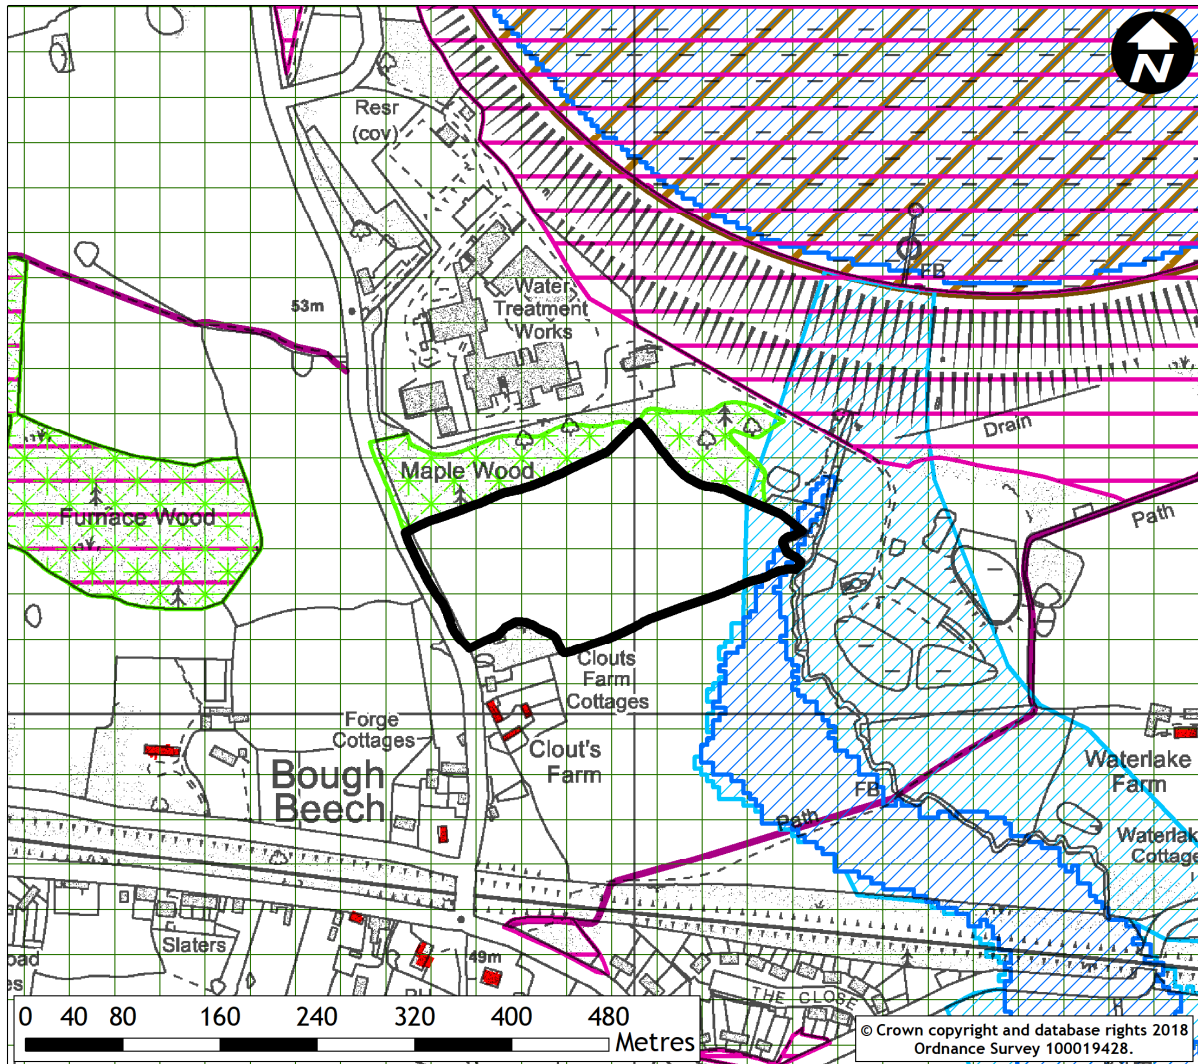 N
Resr
(cov)
FB
Water
Treatment
Works
53m
Drain
Maple Wood
Furnace Wood
Path
Clouts
Farm
Cottages
Forge
Cottages
Clout's
Farm
Bough
Beech
Waterlake
Farm
FB
Path
Waterlak
Cottage
Slaters
49m
THE CLOSE
0 40 80 160 240 320 400 480
Metres
© Crown copyright and database rights 2018
Ordnance Survey 100019428.